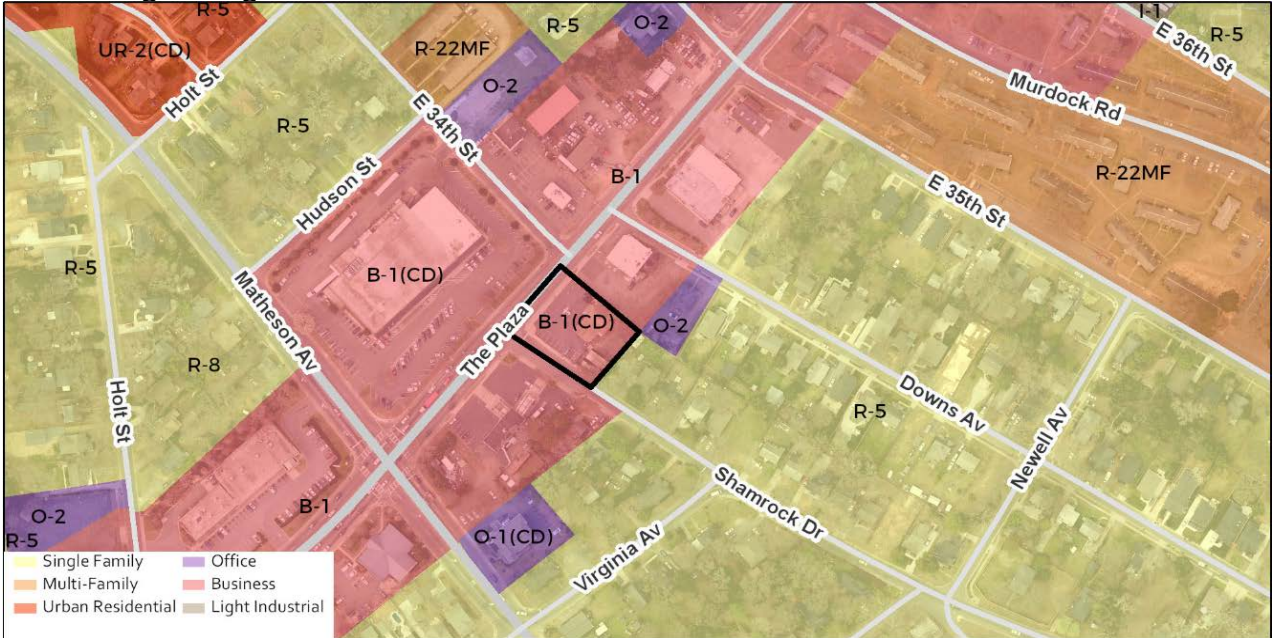 R-5
R-5
O-2
I-1
R-5
E 36th St
UR-2(CD)
R-22MF
Holt St
O-2
Murdock Rd
R-5
E 34th St
B-1
R-22MF
E 35th St
Hudson St
R-5
B-1(CD)
Matheson Av
The Plaza
B-1(CD)
O-2
R-8
Holt St
R-5
Downs Av
Newell Av
Shamrock Dr
O-2
B-1
R-5
O-1(CD)
Virginia Av
Single Family
Multi-Family
Urban Residential
Office
Business
Light Industrial